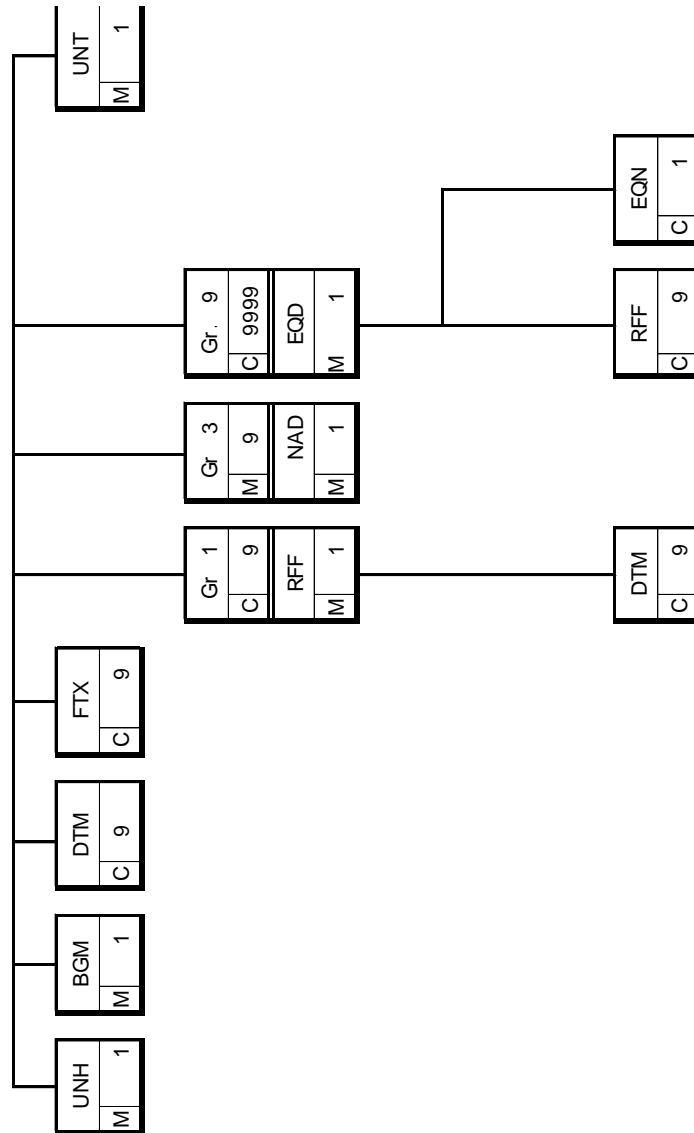 UNH
M 1
BGM
M 1
DTM
C 9
FTX
C 9
Gr 1
C 9
RFF
M 1
DTM
C 9
Gr 3
M 9
NAD
M 1
Gr. 9
C 9999
EQD
M 1
RFF
C 9
EQN
C 1
UNT
M 1